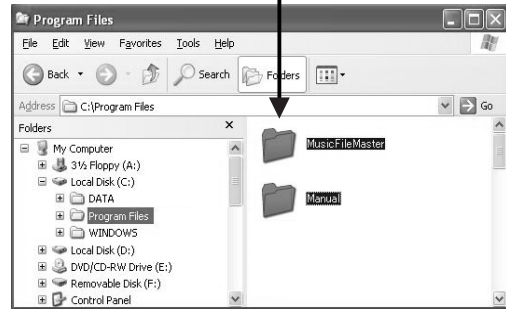 Program Files
File Edit View Favorites Tools Help
Back Search Folders
Address C:\Program Files Go
Folders x
My Computer
3½ Floppy (A:)
Local Disk (C:)
DATA
Program Files
WINDOWS
Local Disk (D:)
DVD/CD-RW Drive (E:)
Removable Disk (F:)
Control Panel
MusicFileMaster
Manual